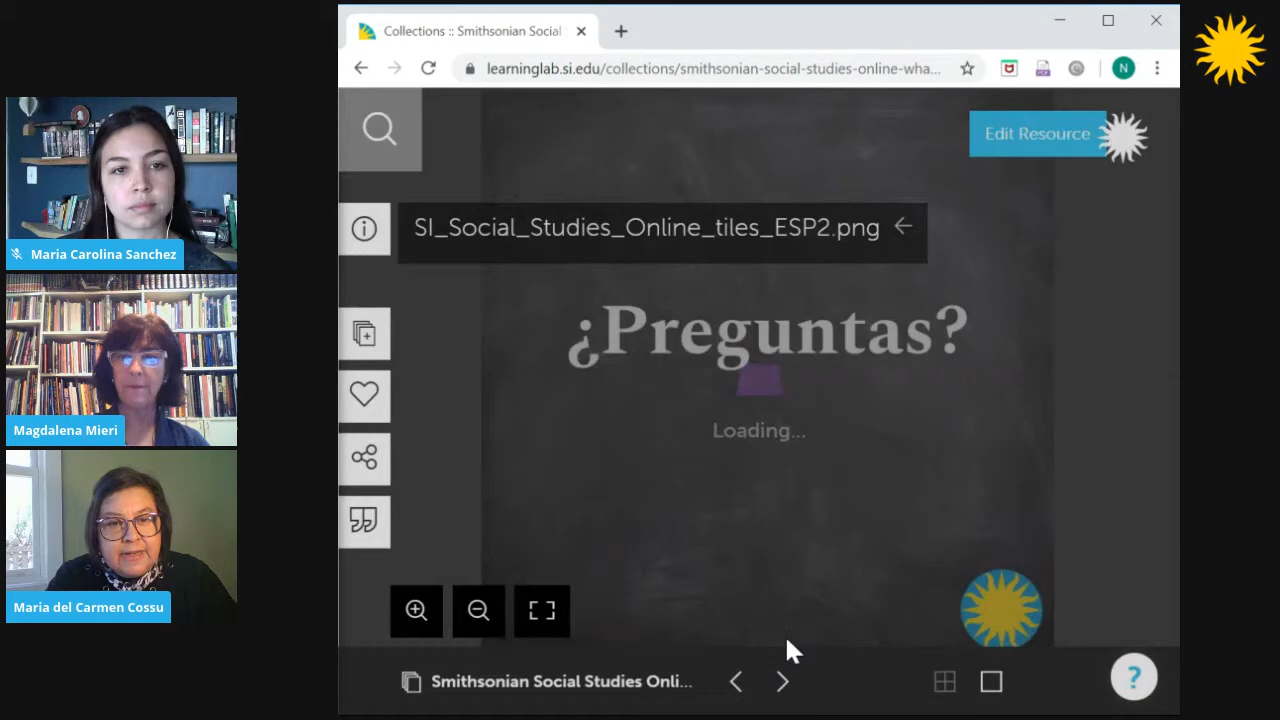 Collections :: Smithsonian Social
learninglab.si.edu/collections/smithsonian-social-studies-online-wha...
N
Edit Resource
SI_Social_Studies_Online_tiles_ESP2.png
¿Preguntas?
Loading...
Maria Carolina Sanchez
Magdalena Mieri
Maria del Carmen Cossu
Smithsonian Social Studies Onli...
?